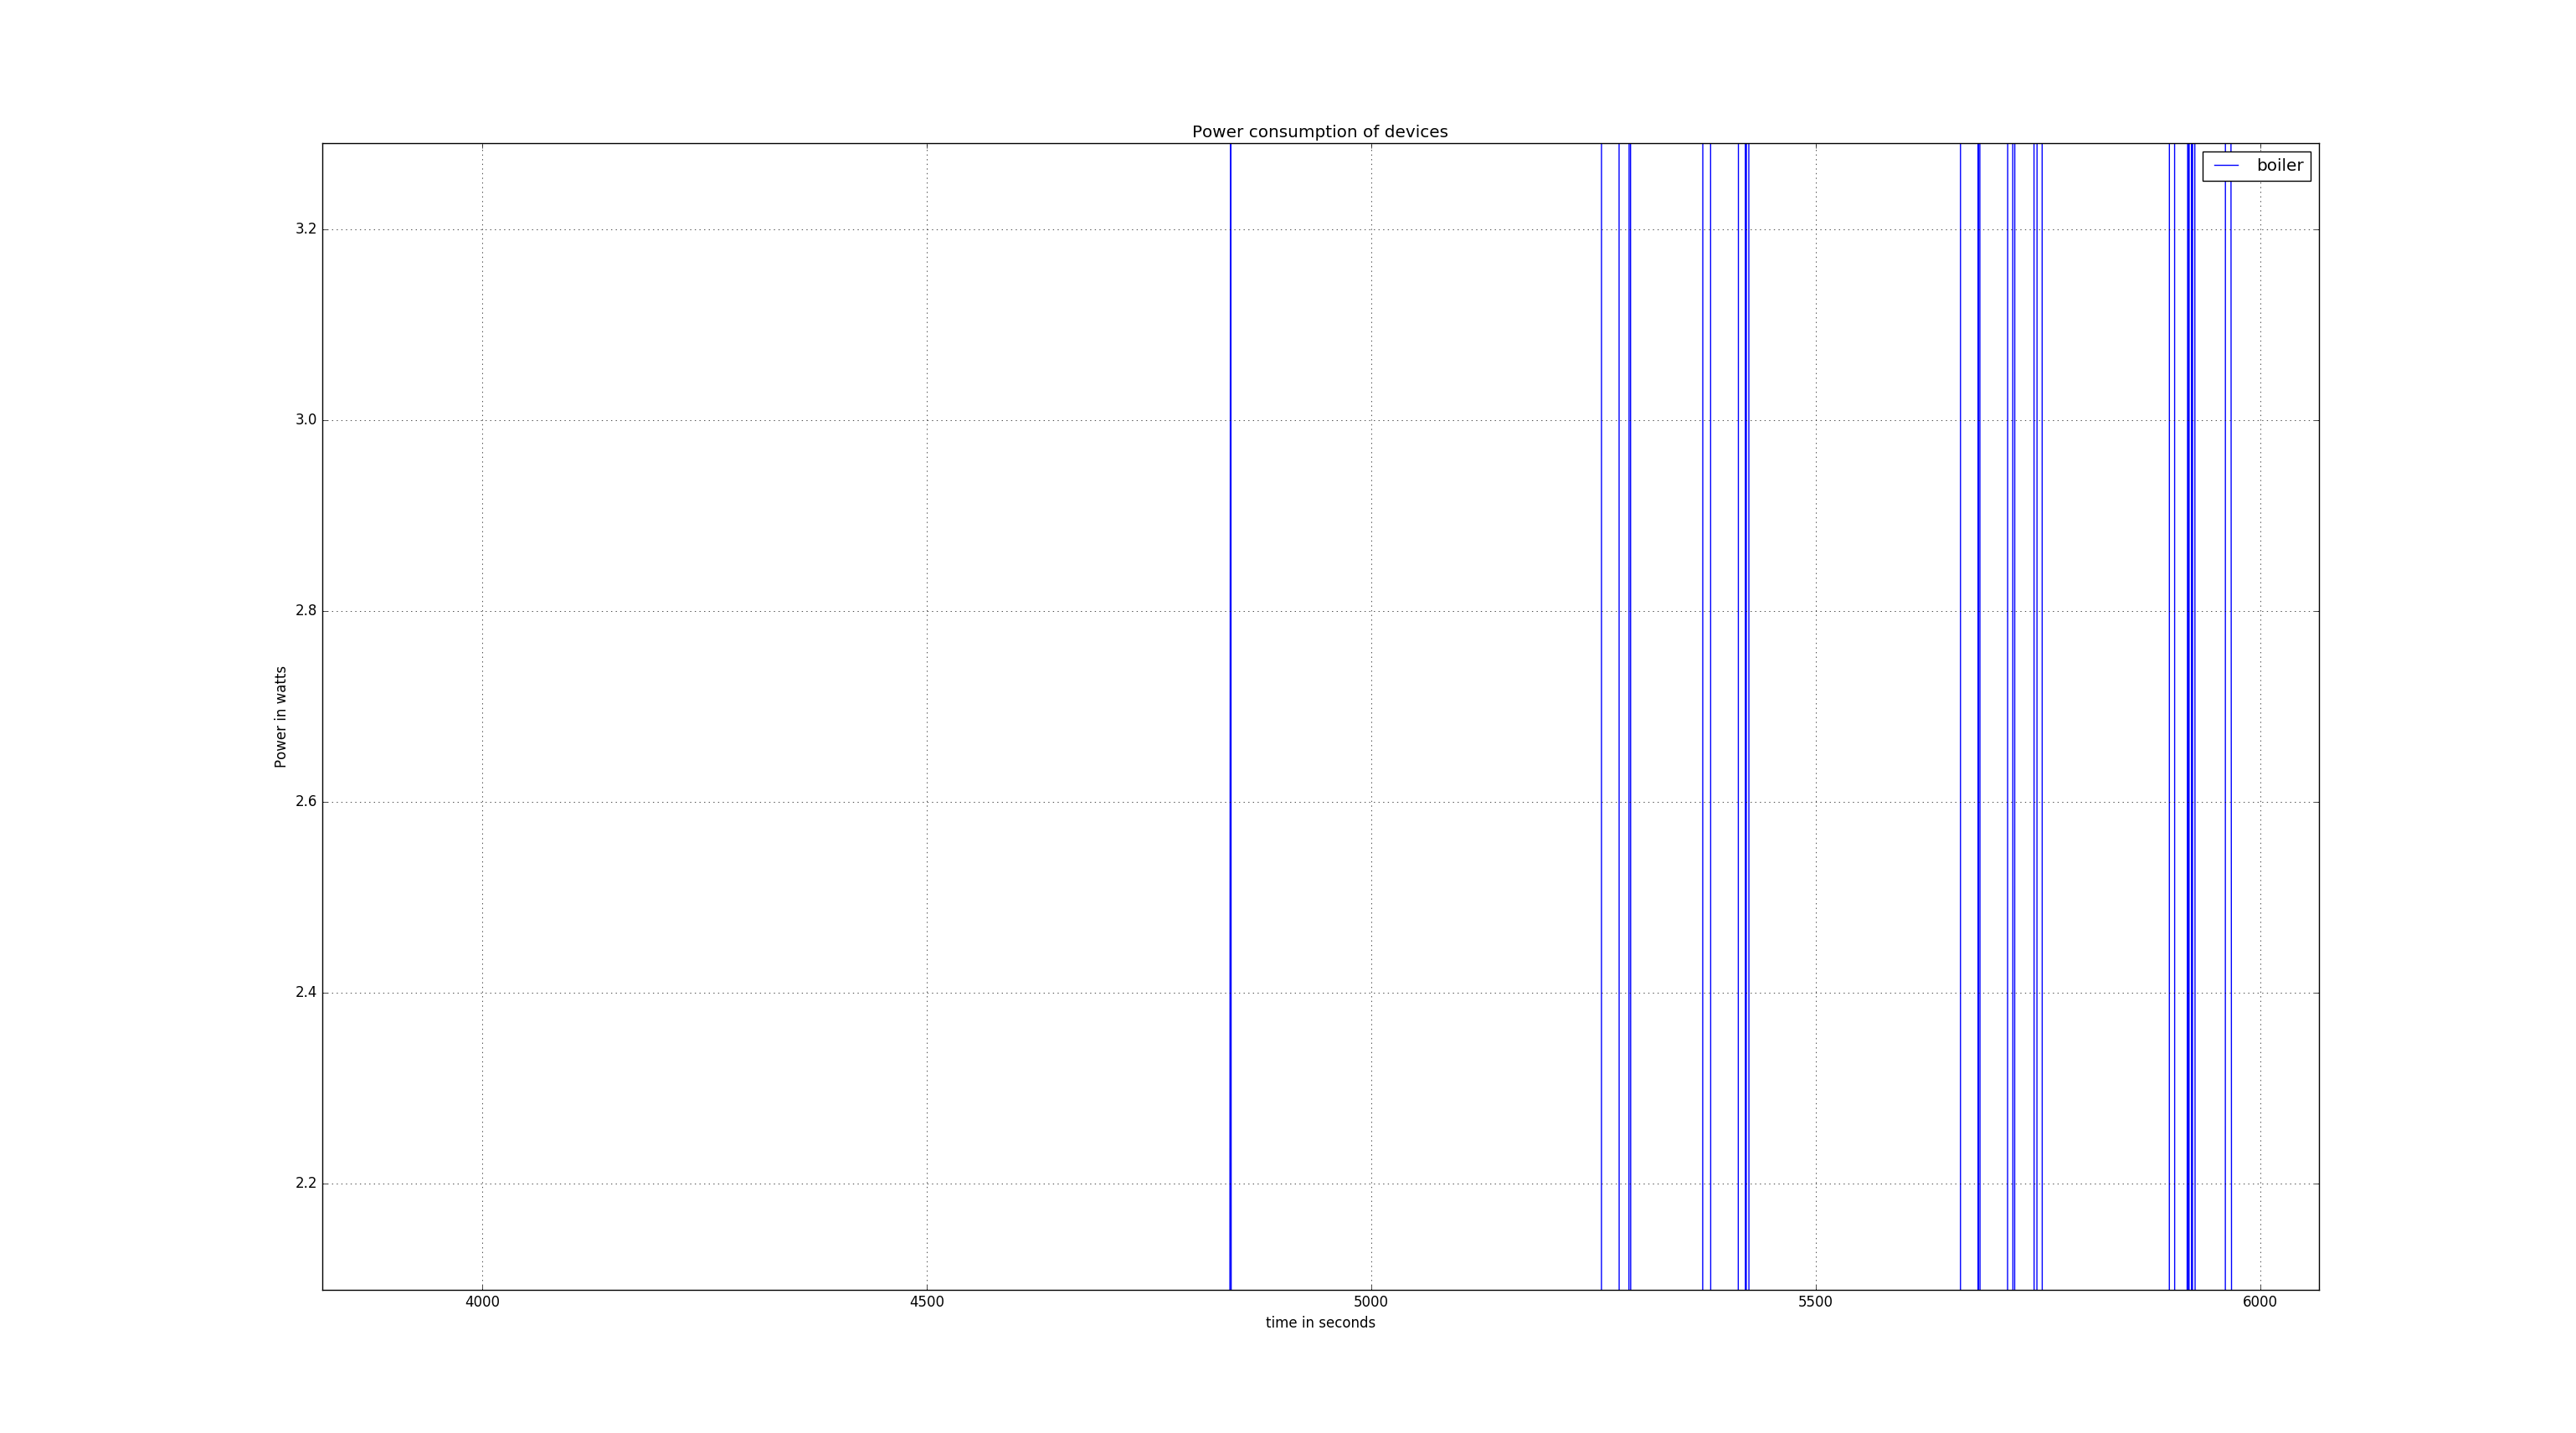 Power consumption of devices
boiler
3.2
3.0
2.8
2.6
2.4
2.2
Power in watts
4000 4500 5000 5500 6000
time in seconds